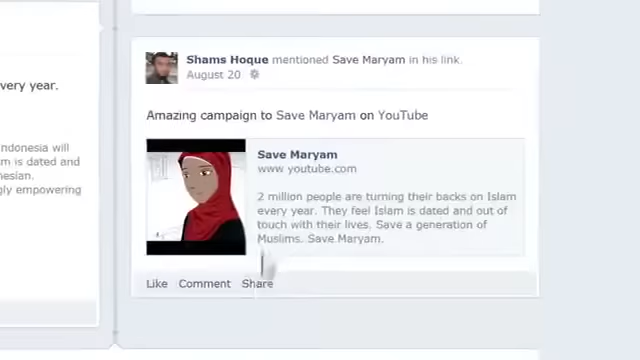 very year.
ndonesia will
m is dated and
nesian.
gly empowering
Shams Hoque mentioned Save Maryam in his link.
August 20
Amazing campaign to Save Maryam on YouTube
Save Maryam
www youtube.com
2 million people are turning their backs on Islam
every year. They feel Islam is dated and out of
touch with their lives. Save a generation of
Muslims. Save Maryam.
Like Comment Share